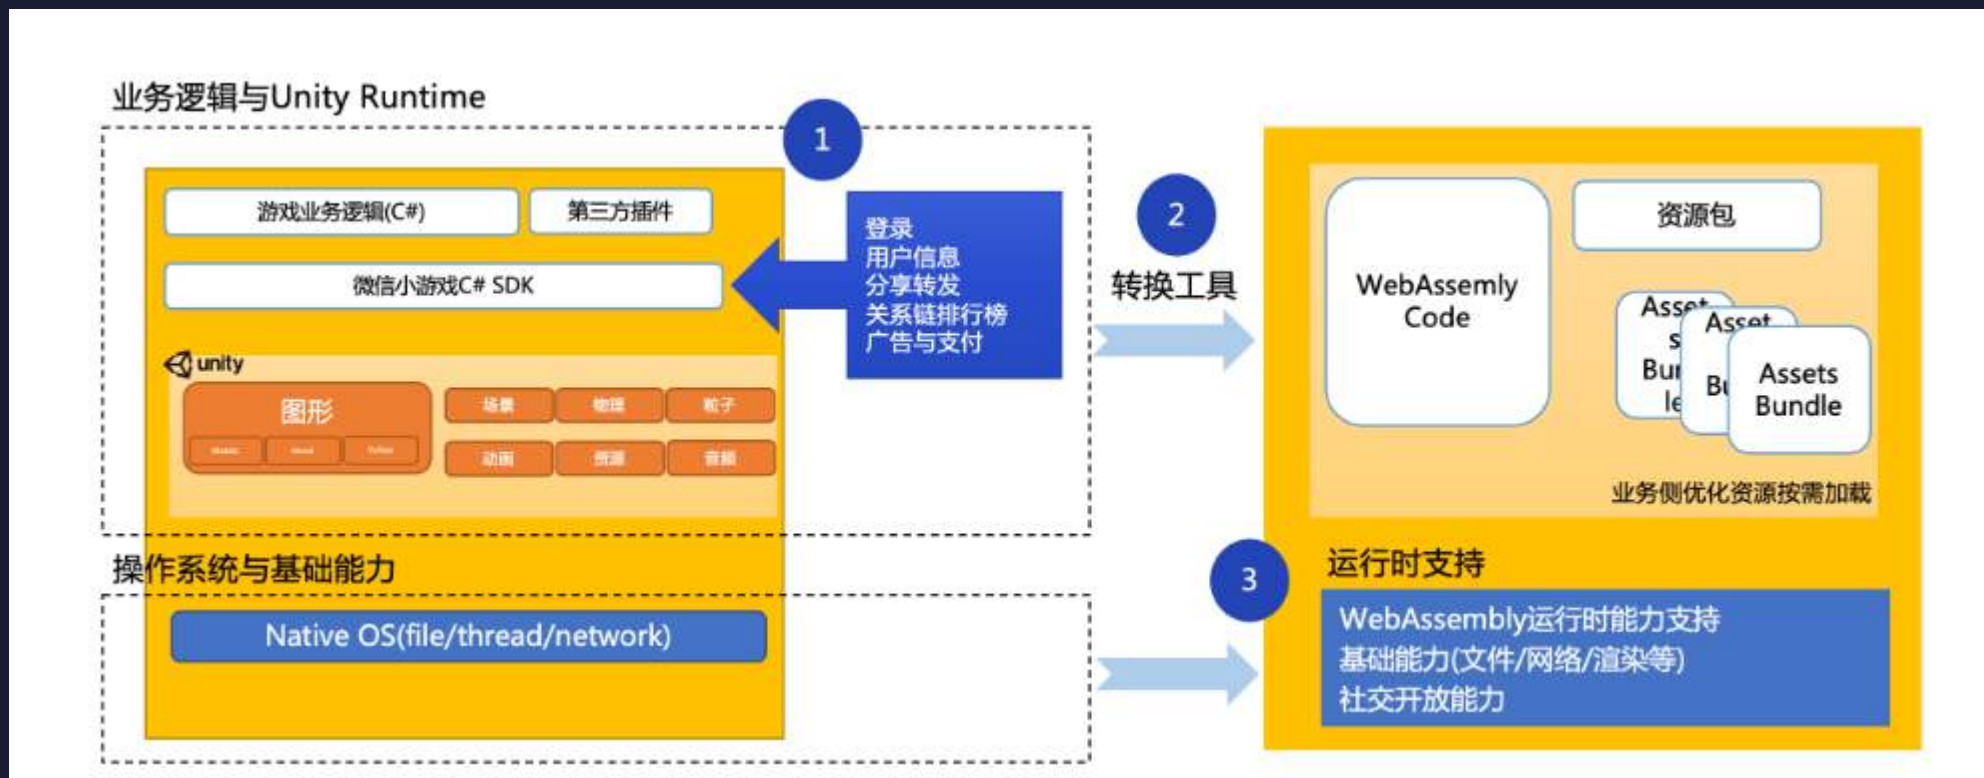 业务逻辑与Unity Runtime
1
游戏业务逻辑(C#)
第三方插件
登录
用户信息
分享转发
关系链排行榜
广告与支付
微信小游戏C# SDK
unity
图形
场景
物理
粒子
动画
资源
音频
操作系统与基础能力
Native OS(file/thread/network)
2
转换工具
WebAssemly
Code
资源包
Asset
s
Bun
le
Asset
Bu
Assets
Bundle
业务侧优化资源按需加载
3
运行时支持
WebAssembly运行时能力支持
基础能力(文件/网络/渲染等)
社交开放能力